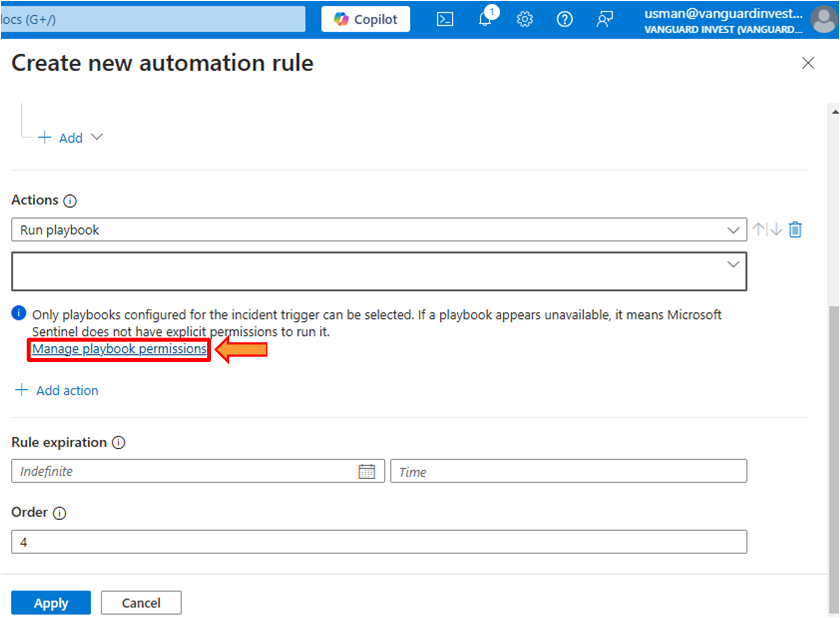 locs (G+/)
Copilot
1
usman@vanguardinvest...
VANGUARD INVEST (VANGUARD...
Create new automation rule
Add
Actions
Run playbook
Only playbooks configured for the incident trigger can be selected. If a playbook appears unavailable, it means Microsoft
Sentinel does not have explicit permissions to run it.
Manage playbook permissions
Add action
Rule expiration
Indefinite
Time
Order
4
Apply
Cancel